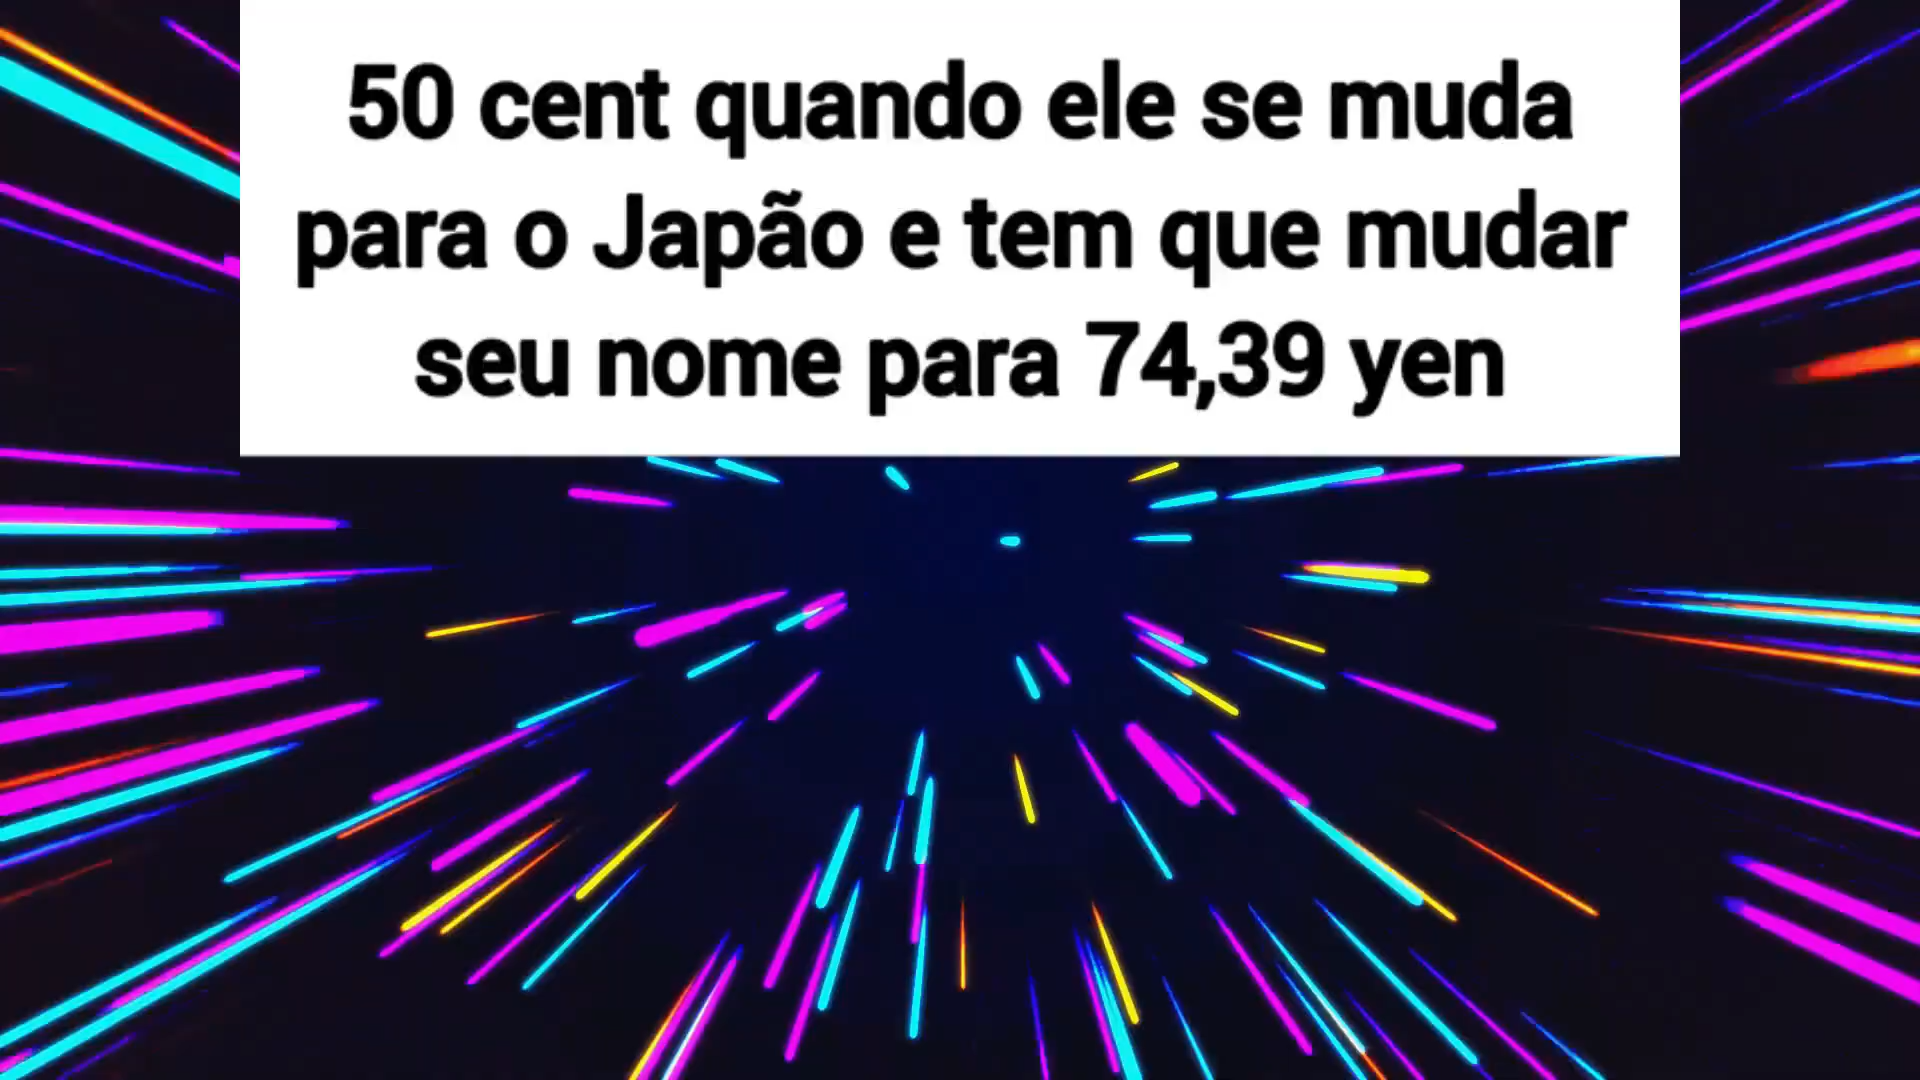 50 cent quando ele se muda
para o Japão e tem que mudar
seu nome para 74,39 yen